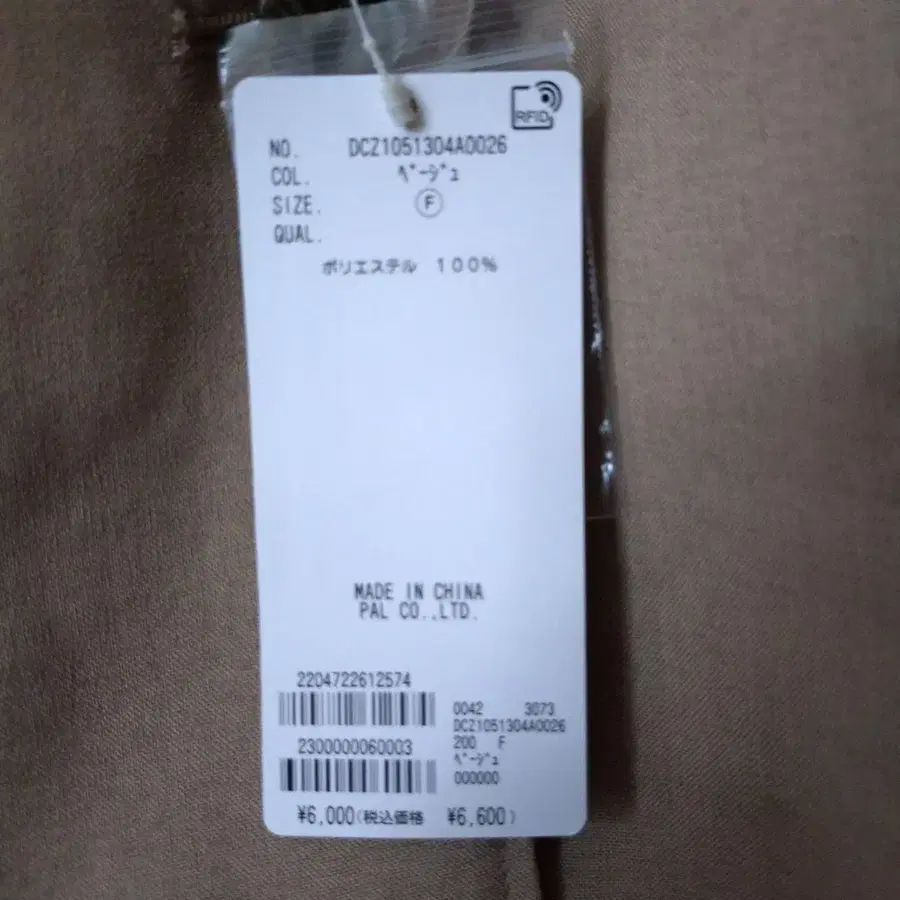 RFID
NO. DCZ1051304A0026
COL. ﾍﾞｰｼﾞｭ
SIZE. Ⓕ
QUAL.
ポリエステル 100%
MADE IN CHINA
PAL CO.,LTD.
2204722612574
0042 3073
DCZ1051304A0026
2300000060003
200 F
ﾍﾞｰｼﾞｭ
000000
¥6,000(税込価格 ¥6,600)